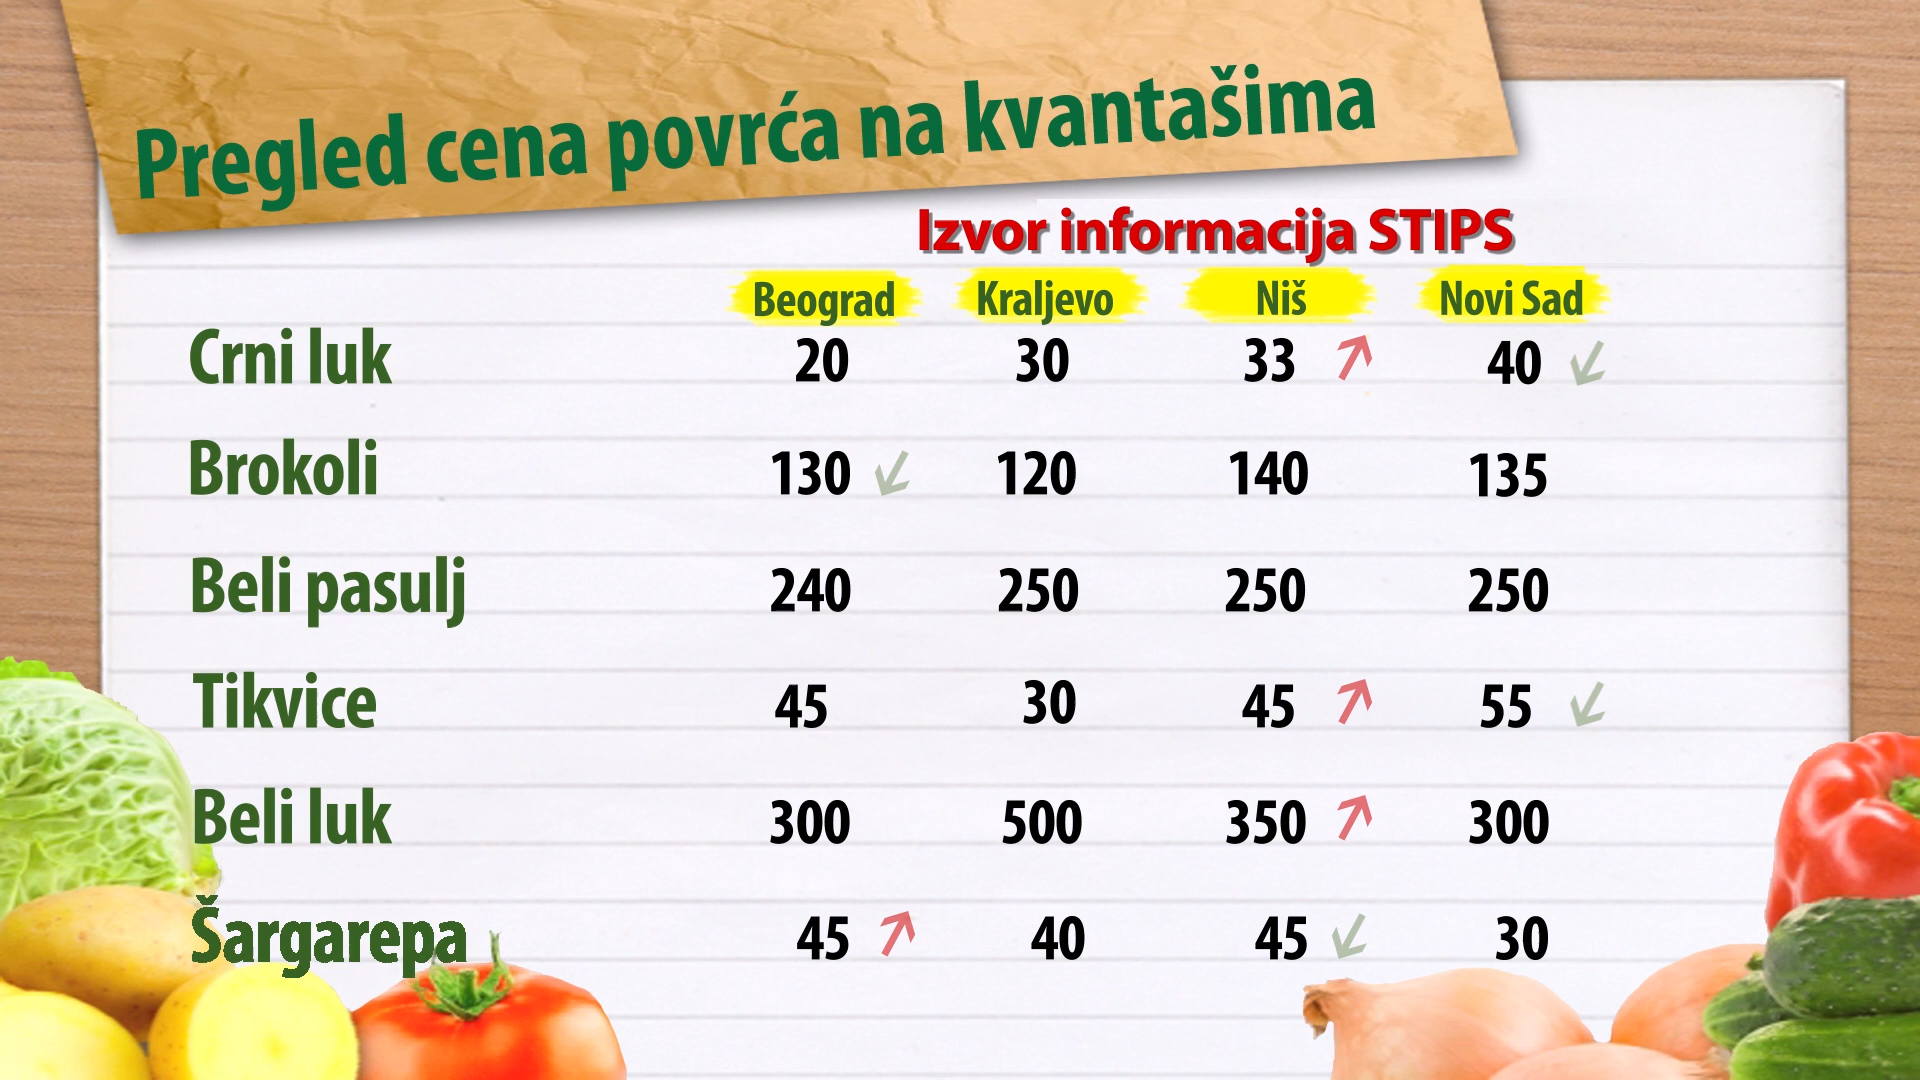 Pregled cena povrća na kvantašima
Izvor informacija STIPS
Beograd Kraljevo Niš Novi Sad
Crni luk 20 30 33 40
Brokoli 130 120 140 135
Beli pasulj 240 250 250 250
Tikvice 45 30 45 55
Beli luk 300 500 350 300
Šargarepa 45 40 45 30